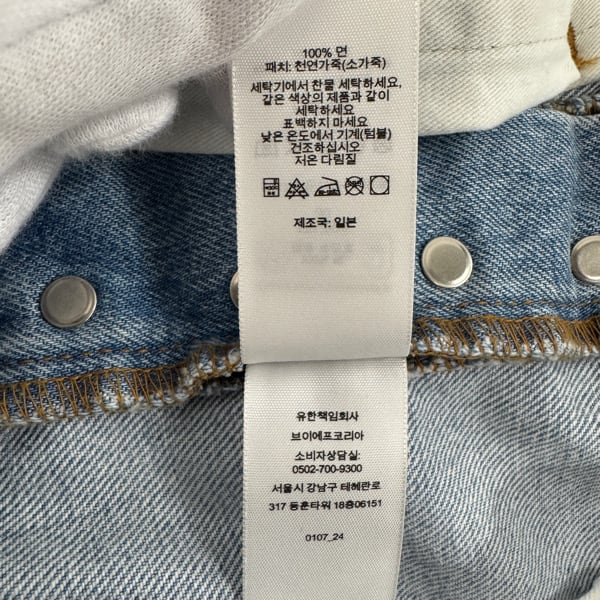 100% 면
패치: 천연가죽(소가죽)
세탁기에서 찬물 세탁하세요,
같은 색상의 제품과 같이
세탁하세요
표백하지 마세요
낮은 온도에서 기계(텀블)
건조하십시오
저온 다림질
제조국: 일본
유한책임회사
브이에프코리아
소비자상담실:
0502-700-9300
서울시 강남구 테헤란로
317 동훈타워 18층06151
0107_24